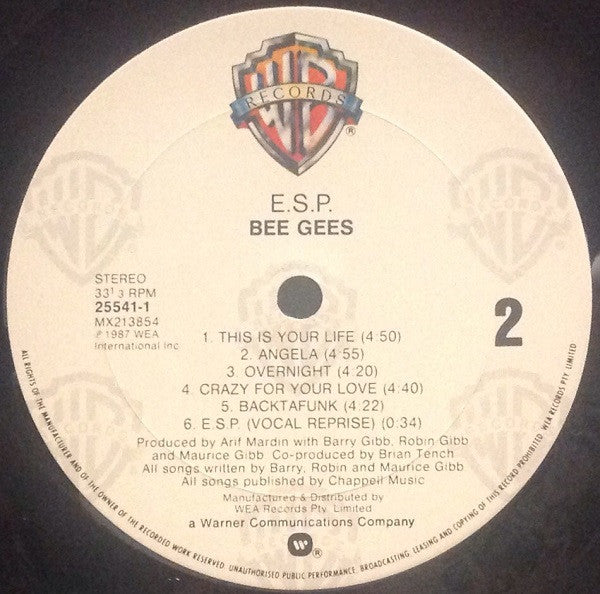 WB
RECORDS
®
E.S.P.
BEE GEES
STEREO
33 1/3 RPM
25541-1
MX213854
℗ 1987 WEA
International Inc
2
1. THIS IS YOUR LIFE (4:50)
2. ANGELA (4:55)
3. OVERNIGHT (4:20)
4. CRAZY FOR YOUR LOVE (4:40)
5. BACKTAFUNK (4:22)
6. E.S.P. (VOCAL REPRISE) (0:34)
Produced by Arif Mardin with Barry Gibb, Robin Gibb
and Maurice Gibb Co-produced by Brian Tench
All songs written by Barry, Robin and Maurice Gibb
All songs published by Chappell Music
Manufactured & Distributed by
WEA Records Pty. Limited
a Warner Communications Company
W ®
ALL RIGHTS OF THE MANUFACTURER AND OF THE OWNER OF THE RECORDED WORK RESERVED. UNAUTHORISED PUBLIC PERFORMANCE, BROADCASTING, LEASING AND COPYING OF THIS RECORD PROHIBITED. WEA RECORDS PTY. LIMITED